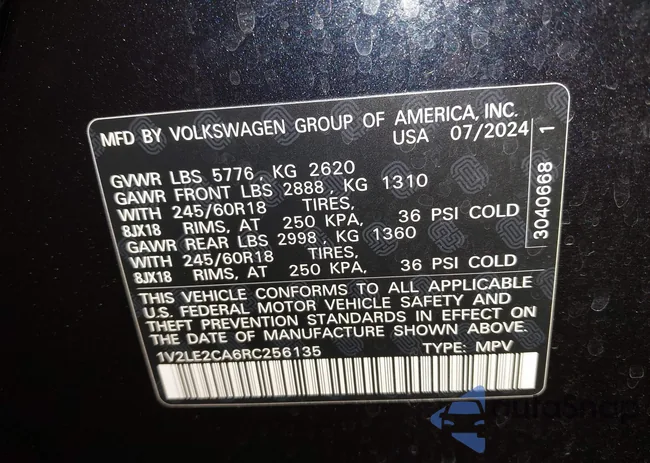 MFD BY VOLKSWAGEN GROUP OF AMERICA, INC.
USA 07/2024
GVWR LBS 5776 , KG 2620
GAWR FRONT LBS 2888 , KG 1310
WITH 245/60R18 TIRES,
8JX18 RIMS, AT 250 KPA, 36 PSI COLD
GAWR REAR LBS 2998 , KG 1360
WITH 245/60R18 TIRES,
8JX18 RIMS, AT 250 KPA, 36 PSI COLD
THIS VEHICLE CONFORMS TO ALL APPLICABLE
U.S. FEDERAL MOTOR VEHICLE SAFETY AND
THEFT PREVENTION STANDARDS IN EFFECT ON
THE DATE OF MANUFACTURE SHOWN ABOVE.
1V2LE2CA6RC256135 TYPE: MPV
3040668 1
autoSnap